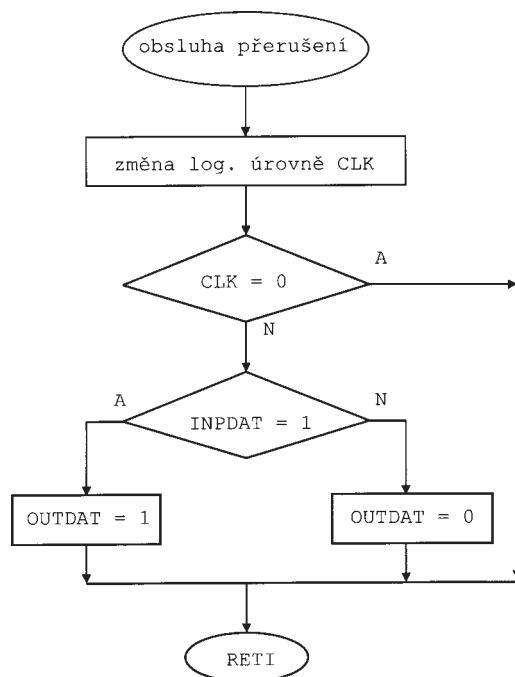 obsluha přerušení
změna log. úrovně CLK
A
CLK = 0
N
A
N
INPDAT = 1
OUTDAT = 1
OUTDAT = 0
RETI